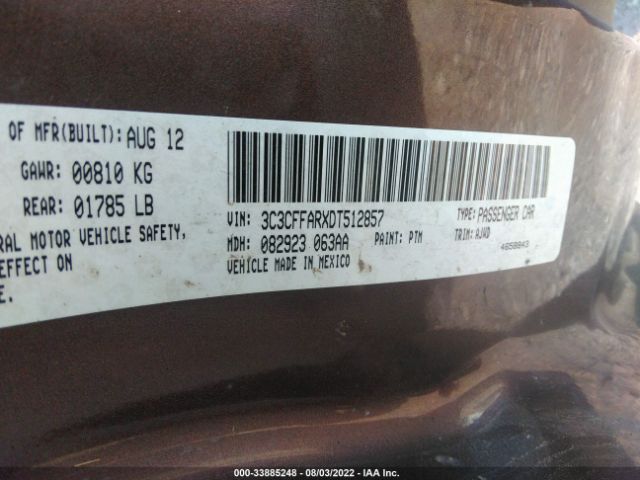 OF MFR(BUILT): AUG 12
GAWR: 00810 KG
REAR: 01785 LB
RAL MOTOR VEHICLE SAFETY,
EFFECT ON
E.
VIN: 3C3CFFARXDT512857
TYPE: PASSENGER CAR
MDH: 082923 063AA
PAINT: PTM
TRIM: AJWD
VEHICLE MADE IN MEXICO
4658843
000-33885248 - 08/03/2022 - IAA Inc.